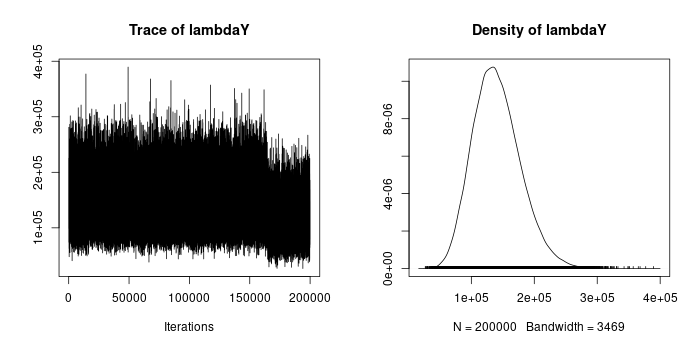 Trace of lambdaY
4e+05
3e+05
2e+05
1e+05
0
50000
100000
150000
200000
Iterations
Density of lambdaY
8e-06
4e-06
0e+00
1e+05
2e+05
3e+05
4e+05
N = 200000 Bandwidth = 3469